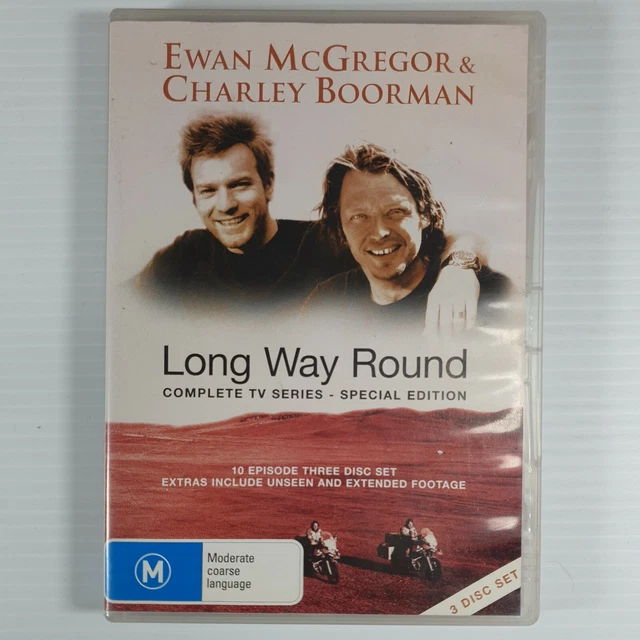 EWAN MCGREGOR &
CHARLEY BOORMAN
Long Way Round
COMPLETE TV SERIES - SPECIAL EDITION
10 EPISODE THREE DISC SET
EXTRAS INCLUDE UNSEEN AND EXTENDED FOOTAGE
M
Moderate
coarse
language
3 DISC SET